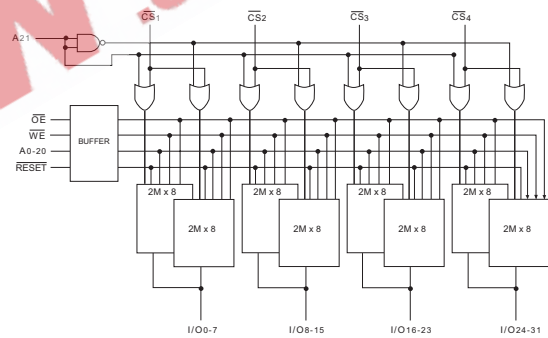 N.
CS1 CS2 CS3 CS4
A21
OE
WE
A0-20
RESET
BUFFER
2M x 8 2M x 8 2M x 8 2M x 8
2M x 8 2M x 8 2M x 8 2M x 8
I/O0-7 I/O8-15 I/O16-23 I/O24-31